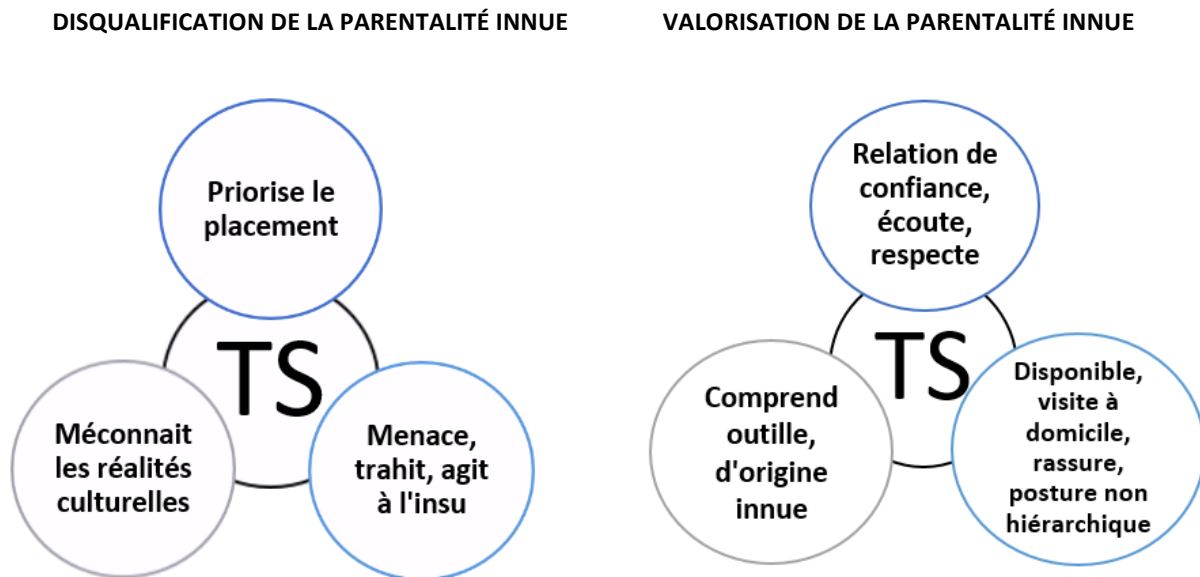 DISQUALIFICATION DE LA PARENTALITÉ INNUE
Priorise le
placement
TS
Méconnait
les réalités
culturelles
Menace,
trahit, agit
à l'insu
VALORISATION DE LA PARENTALITÉ INNUE
Relation de
confiance,
écoute,
respecte
TS
Comprend
outille,
d'origine
innue
Disponible,
visite à
domicile,
rassure,
posture non
hiérarchique